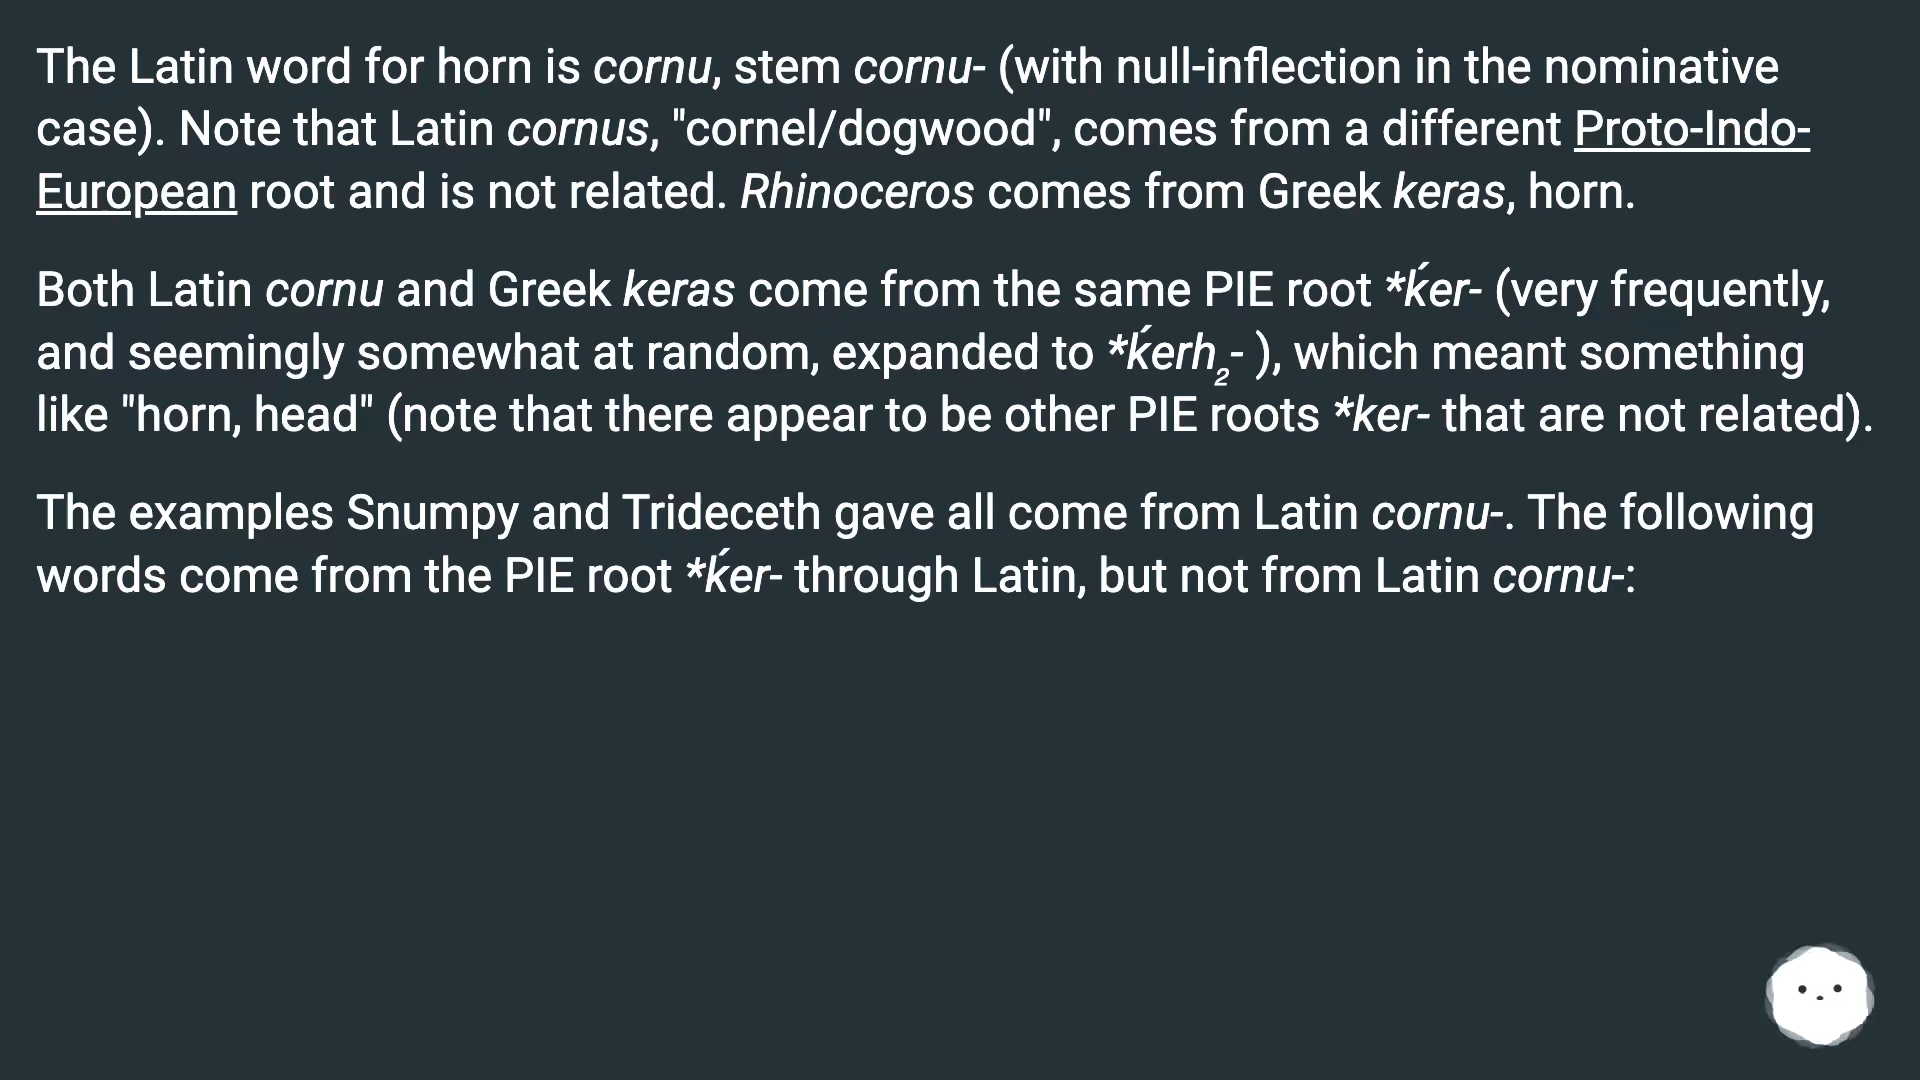 The Latin word for horn is cornu, stem cornu- (with null-inflection in the nominative
case). Note that Latin cornus, "cornel/dogwood", comes from a different Proto-Indo-
European root and is not related. Rhinoceros comes from Greek keras, horn.
Both Latin cornu and Greek keras come from the same PIE root *ḱer- (very frequently,
and seemingly somewhat at random, expanded to *ḱerh₂- ), which meant something
like "horn, head" (note that there appear to be other PIE roots *ker- that are not related).
The examples Snumpy and Trideceth gave all come from Latin cornu-. The following
words come from the PIE root *ḱer- through Latin, but not from Latin cornu-: